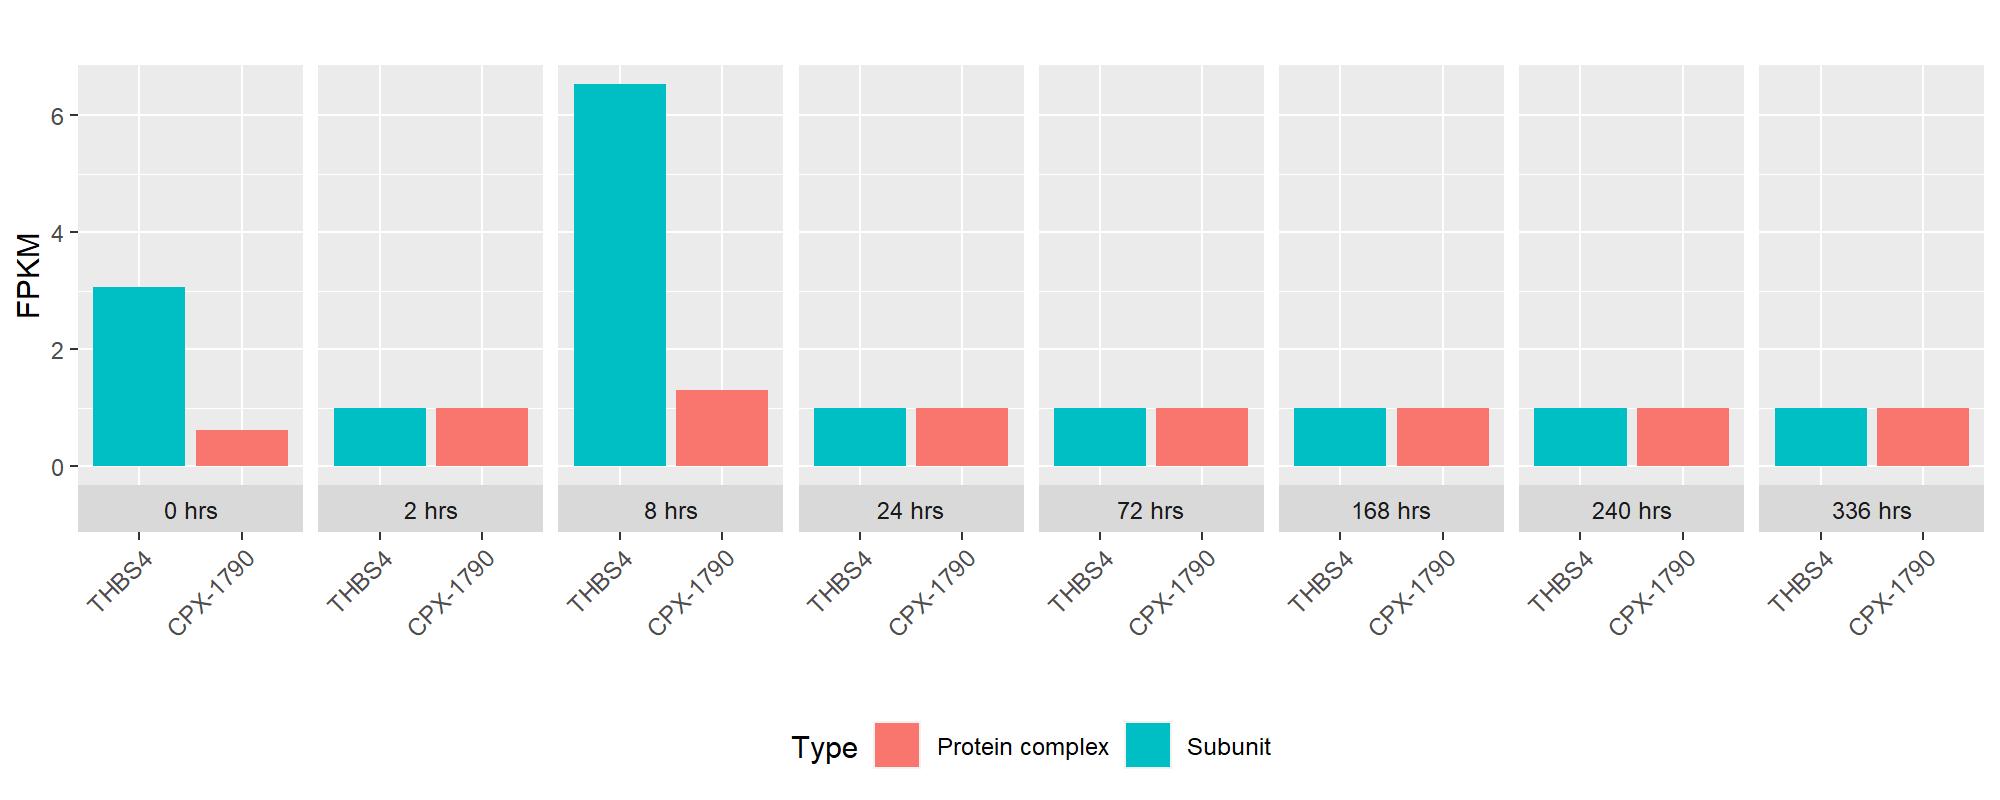 FPKM
6
4
2
0
0 hrs
2 hrs
8 hrs
24 hrs
72 hrs
168 hrs
240 hrs
336 hrs
THBS4
CPX-1790
THBS4
CPX-1790
THBS4
CPX-1790
THBS4
CPX-1790
THBS4
CPX-1790
THBS4
CPX-1790
THBS4
CPX-1790
THBS4
CPX-1790
Type Protein complex Subunit